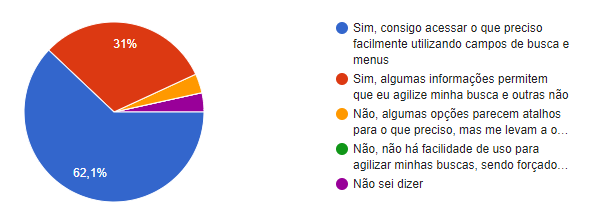 31%
62,1%
Sim, consigo acessar o que preciso
facilmente utilizando campos de busca e
menus
Sim, algumas informações permitem
que eu agilize minha busca e outras não
Não, algumas opções parecem atalhos
para o que preciso, mas me levam a o…
Não, não há facilidade de uso para
agilizar minhas buscas, sendo forçado…
Não sei dizer